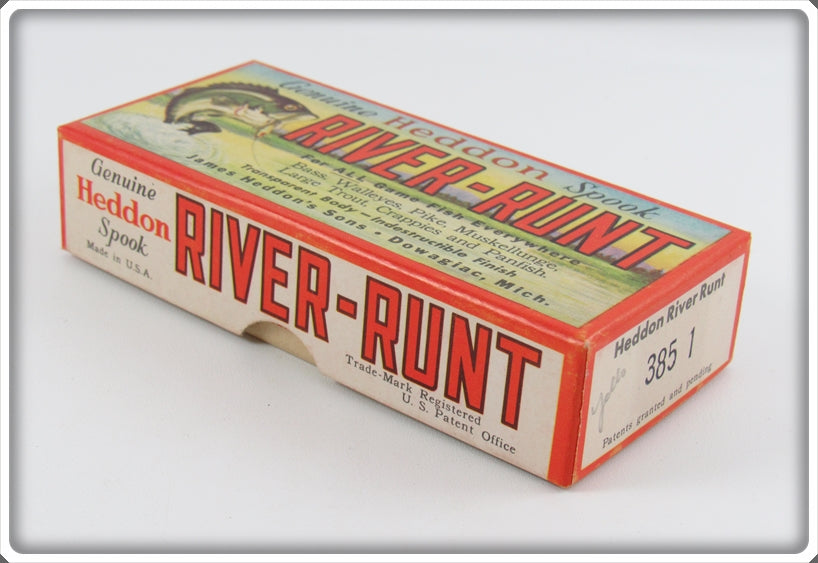 Genuine Heddon Spook
RIVER-RUNT
For ALL Game Fish Everywhere
Bass, Walleyes, Pike, Muskellunge,
Large Trout, Crappies and Panfish.
Transparent Body—Indestructible Finish
James Heddon's Sons • Dowagiac, Mich.
Genuine
Heddon
Spook
Made in U.S.A.
RIVER-RUNT
Trade-Mark Registered
U. S. Patent Office
Heddon River Runt
385 1
Patents granted and pending